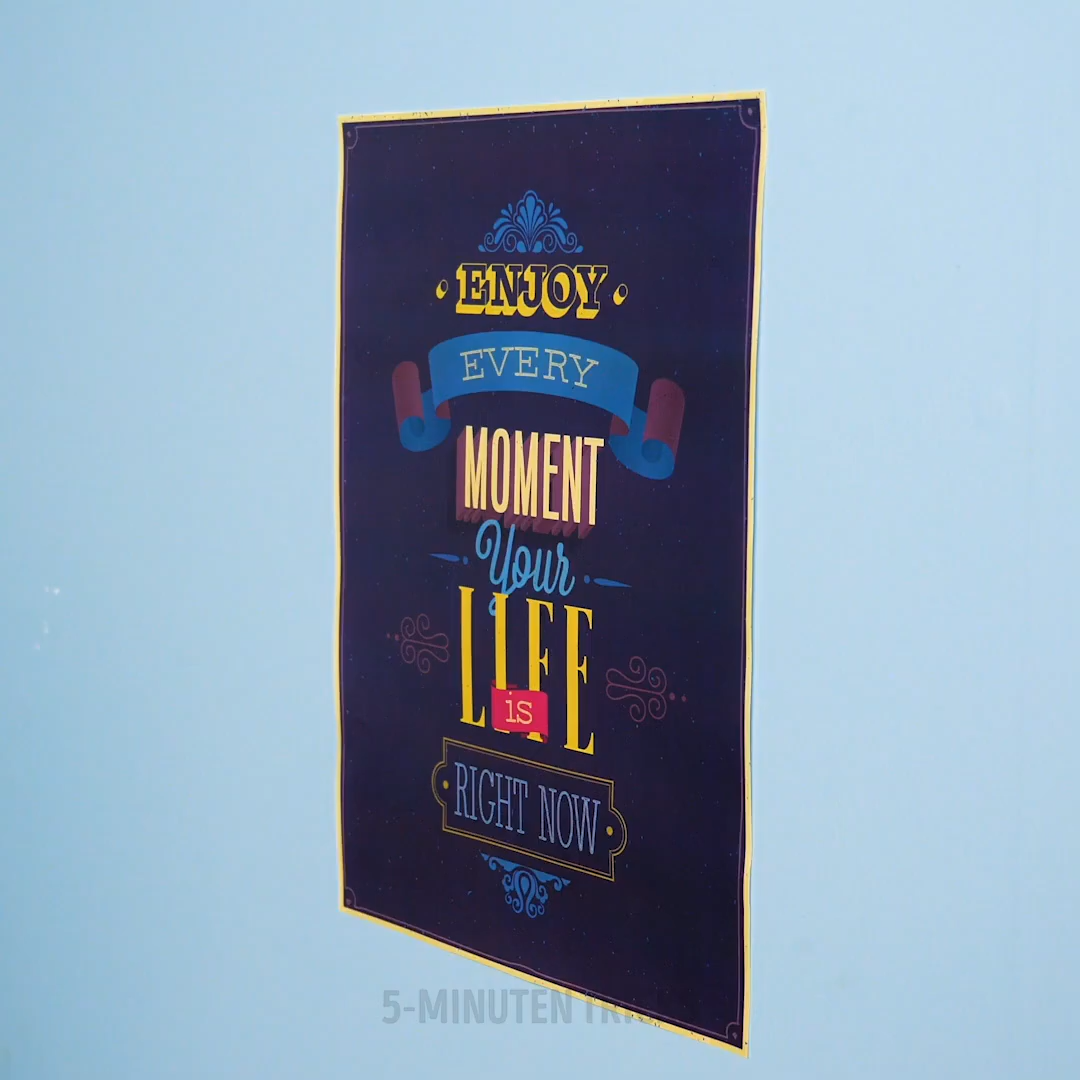 ENJOY
EVERY
MOMENT
Your
LIFE
is
RIGHT NOW
5-MINUTEN